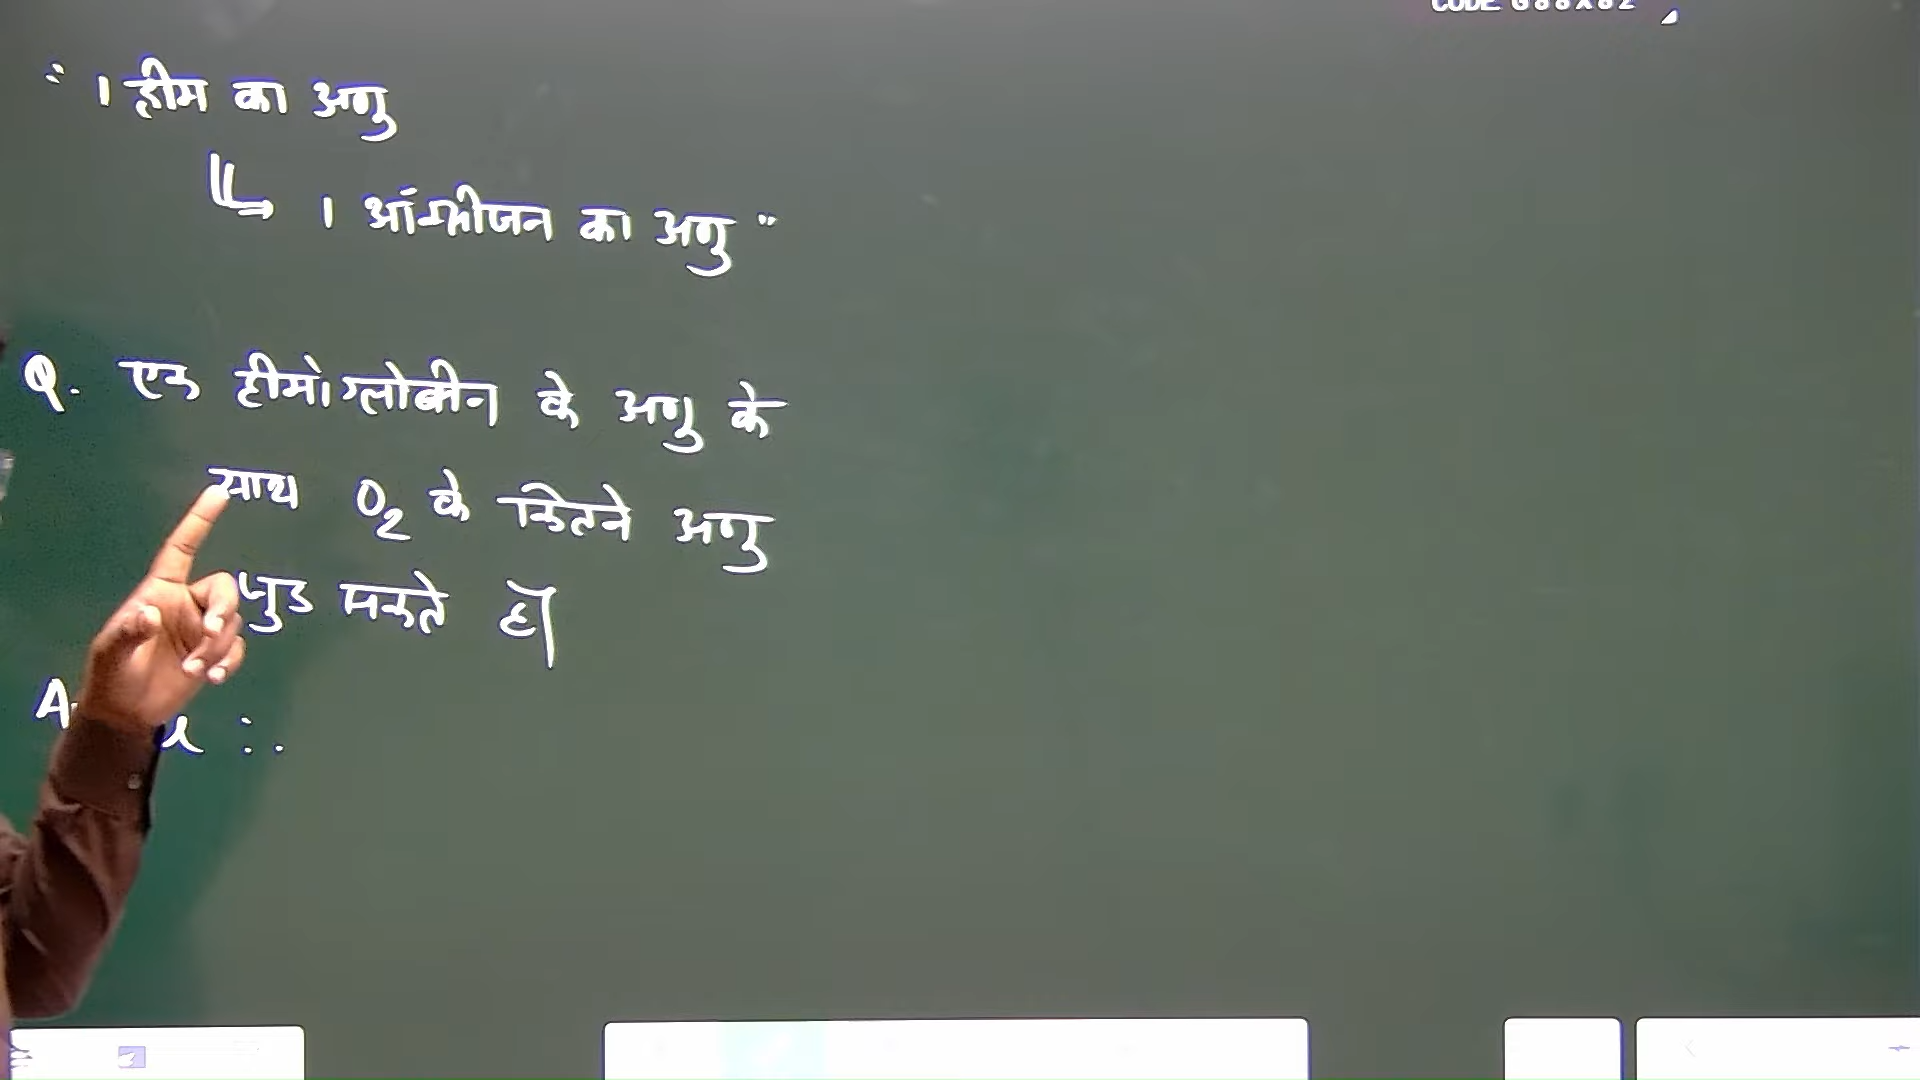 " 1 हीम का अणु
1 ऑक्सीजन का अणु "
Q. एक हीमोग्लोबीन के अणु के
साथ O₂ के कितने अणु
जुड सकते हैं।